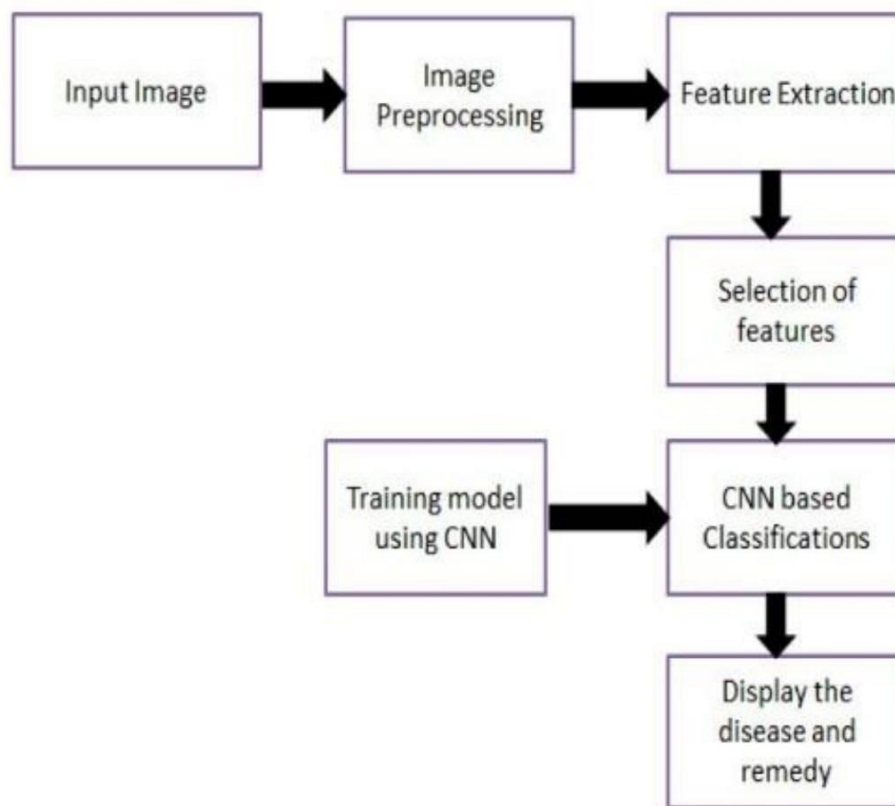 Input Image
Image
Preprocessing
Feature Extraction
Selection of
features
Training model
using CNN
CNN based
Classifications
Display the
disease and
remedy